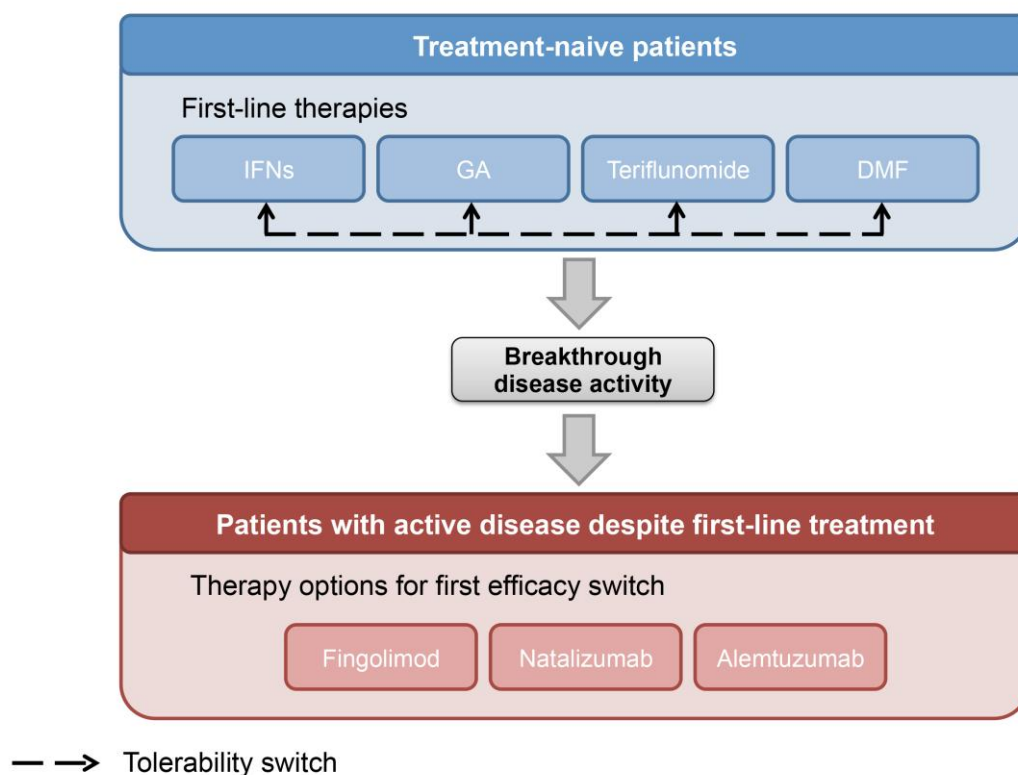 Treatment-naive patients
First-line therapies
IFNs
GA
Teriflunomide
DMF
Breakthrough
disease activity
Patients with active disease despite first-line treatment
Therapy options for first efficacy switch
Fingolimod
Natalizumab
Alemtuzumab
Tolerability switch